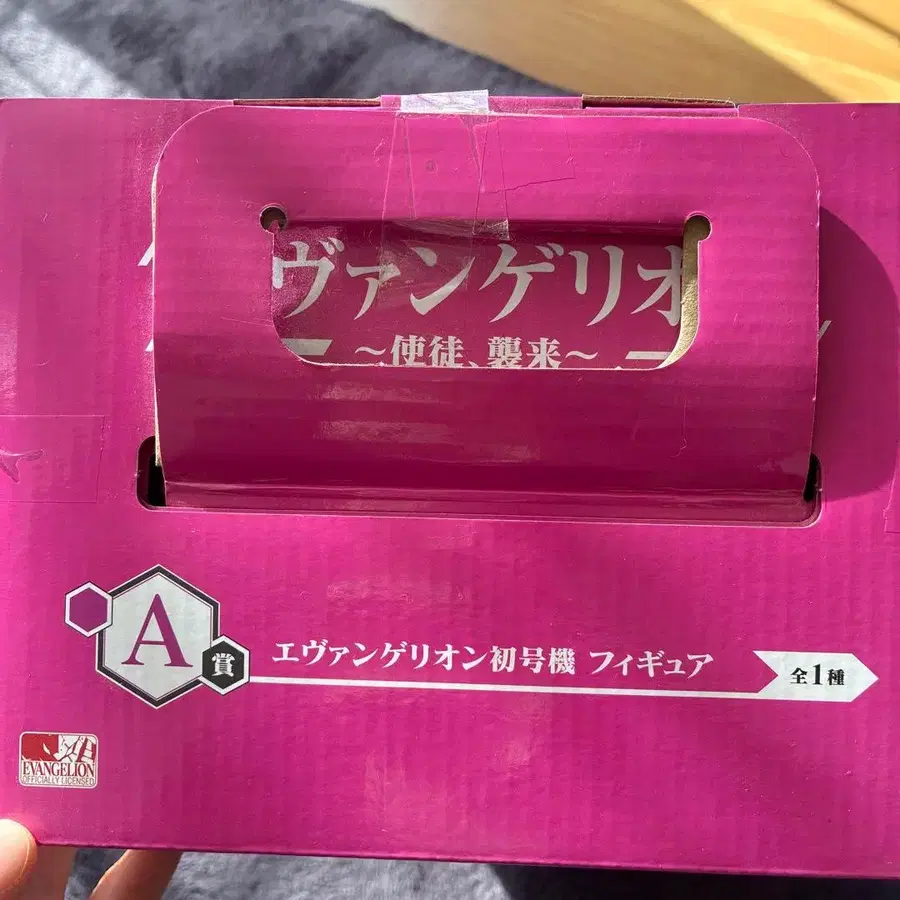 ヴァンゲリオ
～使徒、襲来～
A
賞
エヴァンゲリオン初号機 フィギュア
全1種
EVANGELION
OFFICIALLY LICENSED